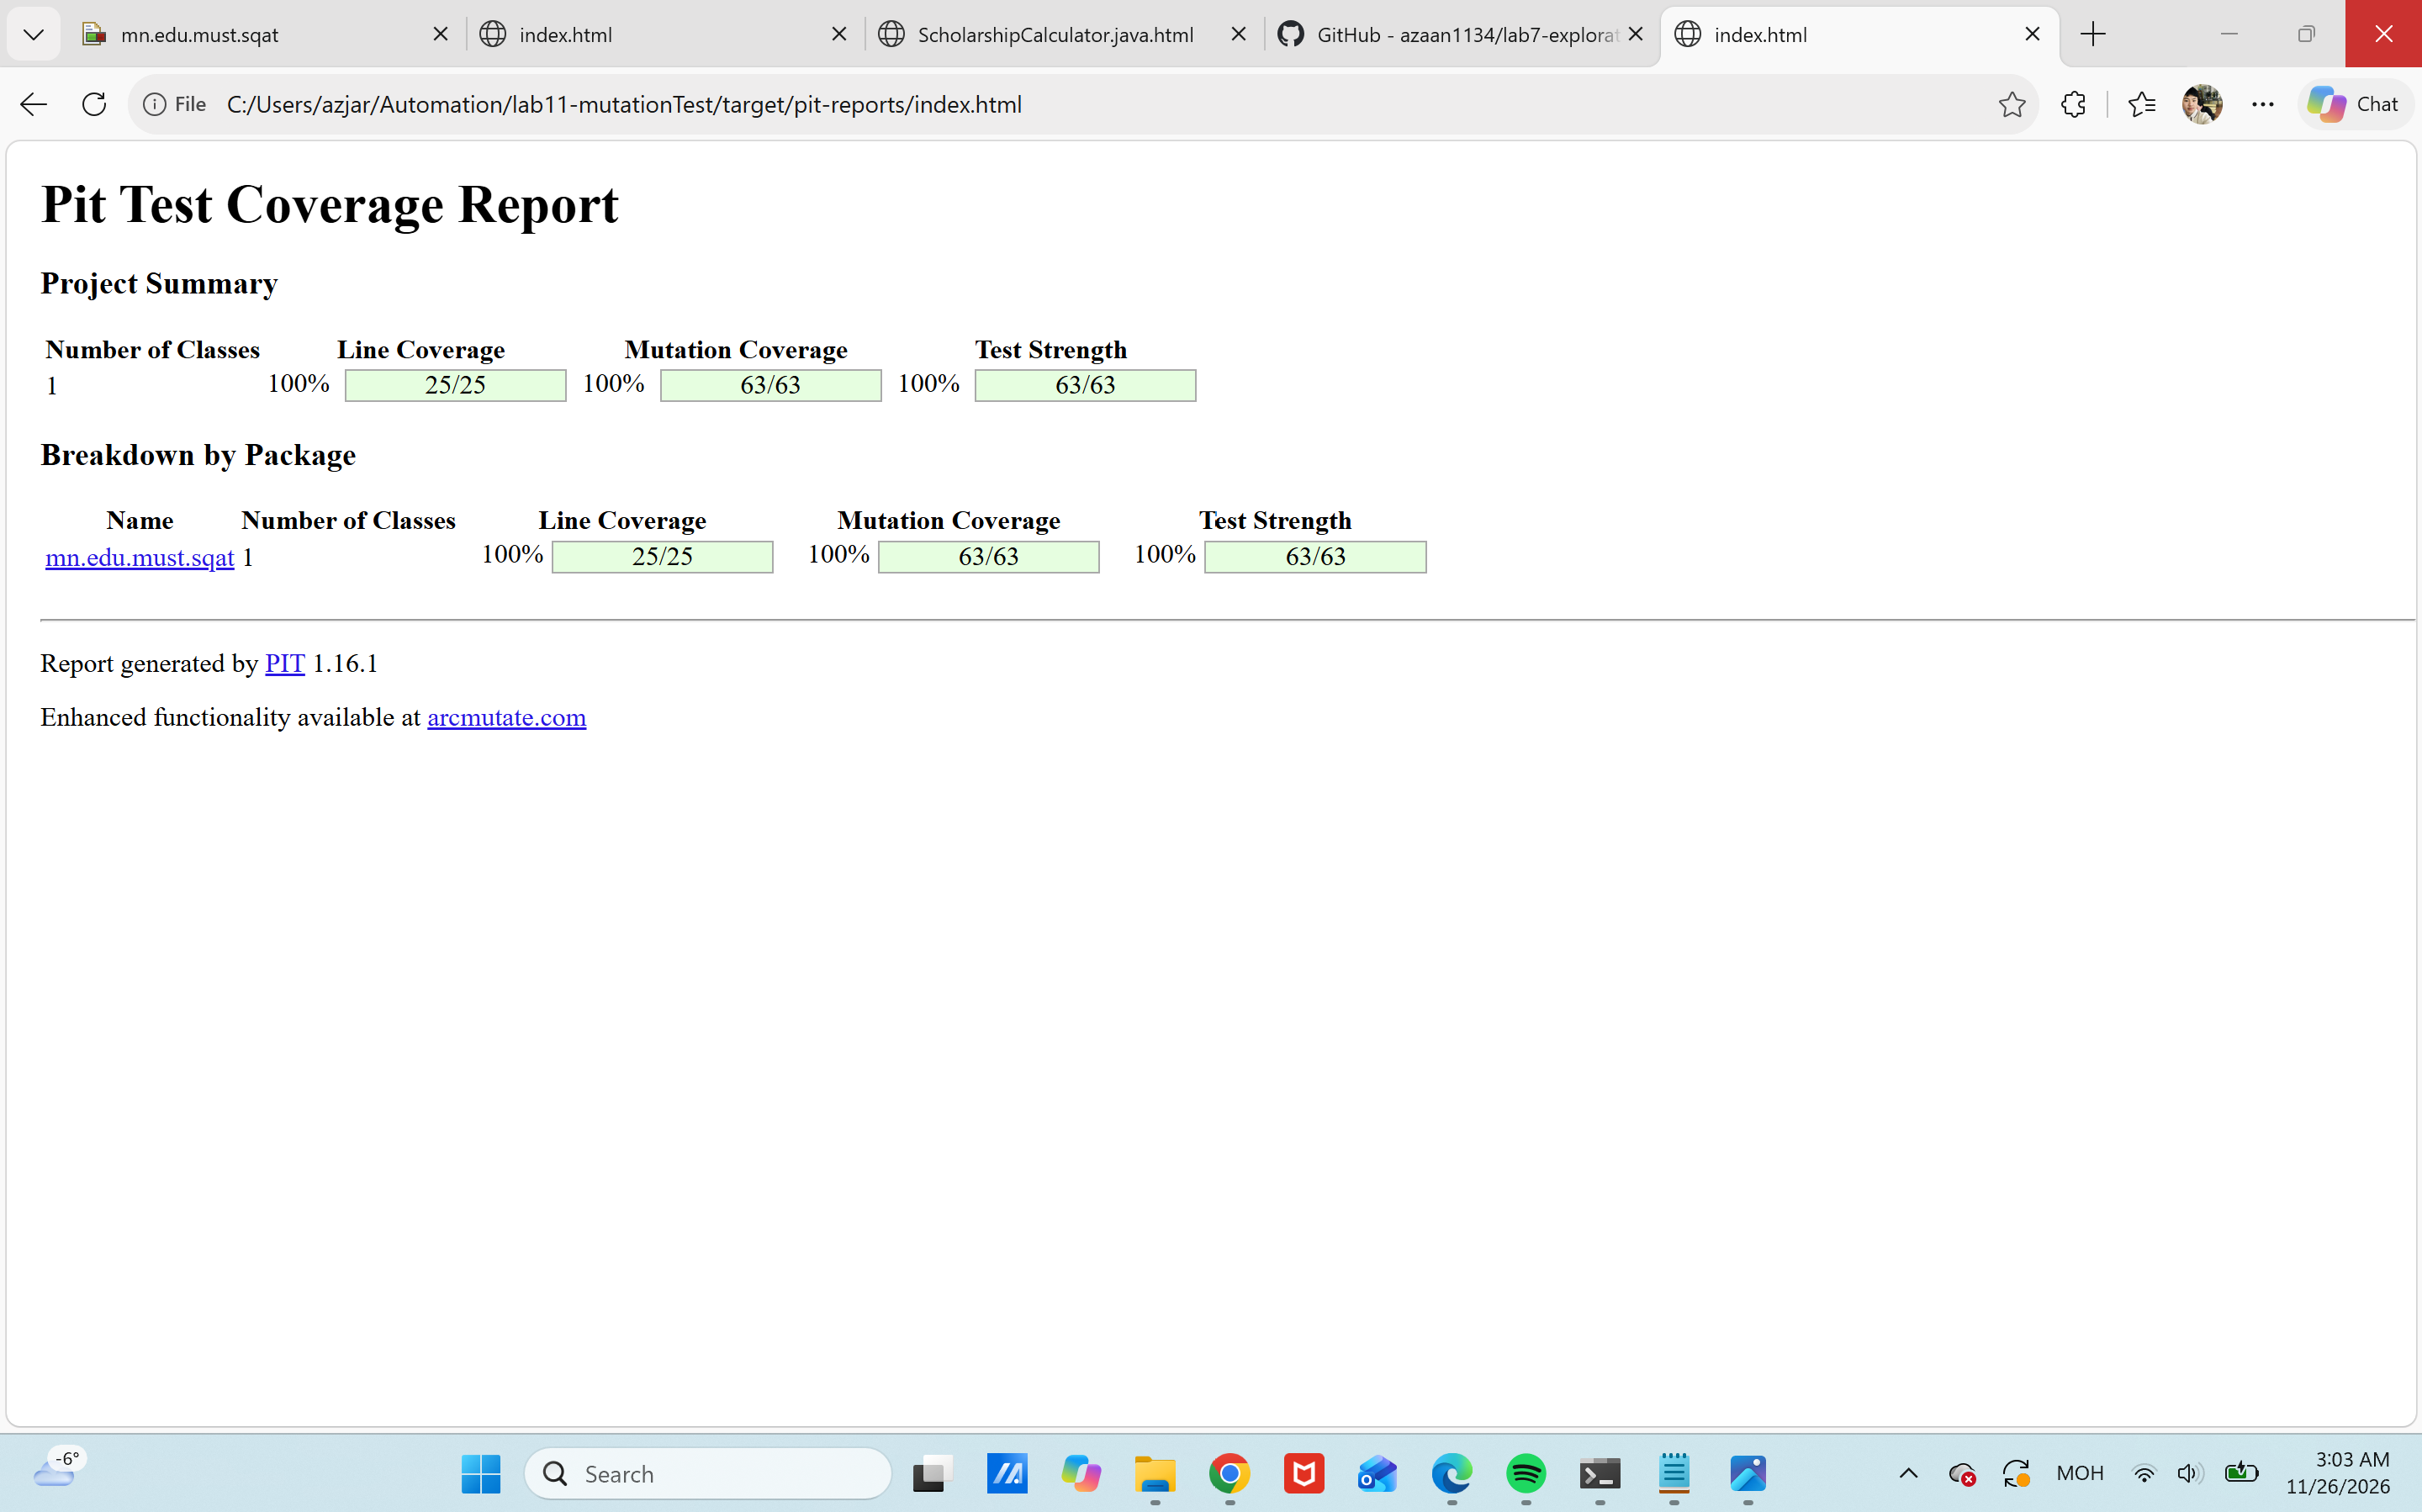 mn.edu.must.sqat
index.html
ScholarshipCalculator.java.html
GitHub - azaan1134/lab7-explorat
index.html
File C:/Users/azjar/Automation/lab11-mutationTest/target/pit-reports/index.html
Chat
Pit Test Coverage Report
Project Summary
Number of Classes Line Coverage Mutation Coverage Test Strength
1 100% 25/25 100% 63/63 100% 63/63
Breakdown by Package
Name Number of Classes Line Coverage Mutation Coverage Test Strength
mn.edu.must.sqat 1 100% 25/25 100% 63/63 100% 63/63
Report generated by PIT 1.16.1
Enhanced functionality available at arcmutate.com
-6°
Search
MOH
3:03 AM
11/26/2026